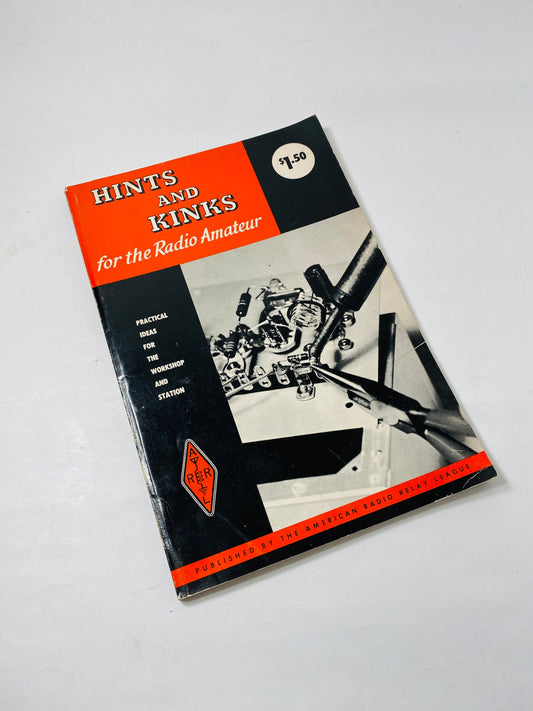 HINTS
AND
KINKS
for the Radio Amateur
$1.50
PRACTICAL
IDEAS
FOR
THE
WORKSHOP
AND
STATION
A
R R
L
PUBLISHED BY THE AMERICAN RADIO RELAY LEAGUE